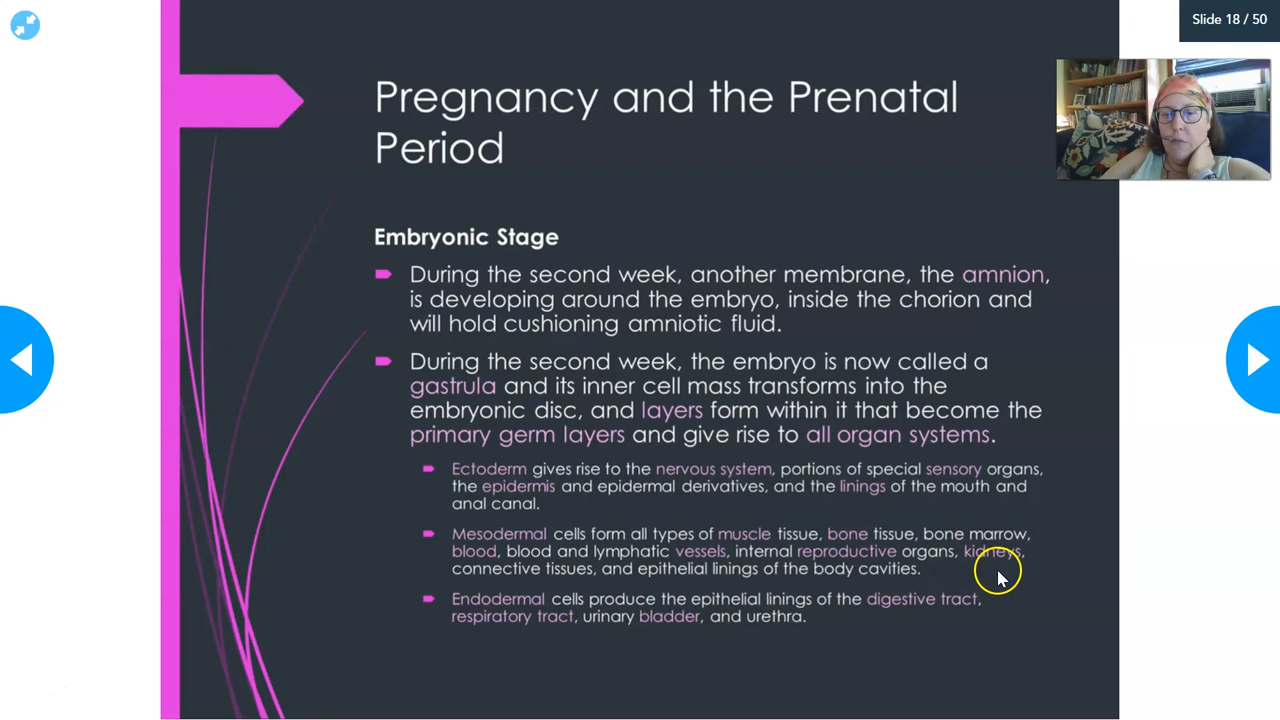 Slide 18 / 50
Pregnancy and the Prenatal
Period
Embryonic Stage
During the second week, another membrane, the amnion,
is developing around the embryo, inside the chorion and
will hold cushioning amniotic fluid.
During the second week, the embryo is now called a
gastrula and its inner cell mass transforms into the
embryonic disc, and layers form within it that become the
primary germ layers and give rise to all organ systems.
Ectoderm gives rise to the nervous system, portions of special sensory organs,
the epidermis and epidermal derivatives, and the linings of the mouth and
anal canal.
Mesodermal cells form all types of muscle tissue, bone tissue, bone marrow,
blood, blood and lymphatic vessels, internal reproductive organs, kidneys,
connective tissues, and epithelial linings of the body cavities.
Endodermal cells produce the epithelial linings of the digestive tract,
respiratory tract, urinary bladder, and urethra.